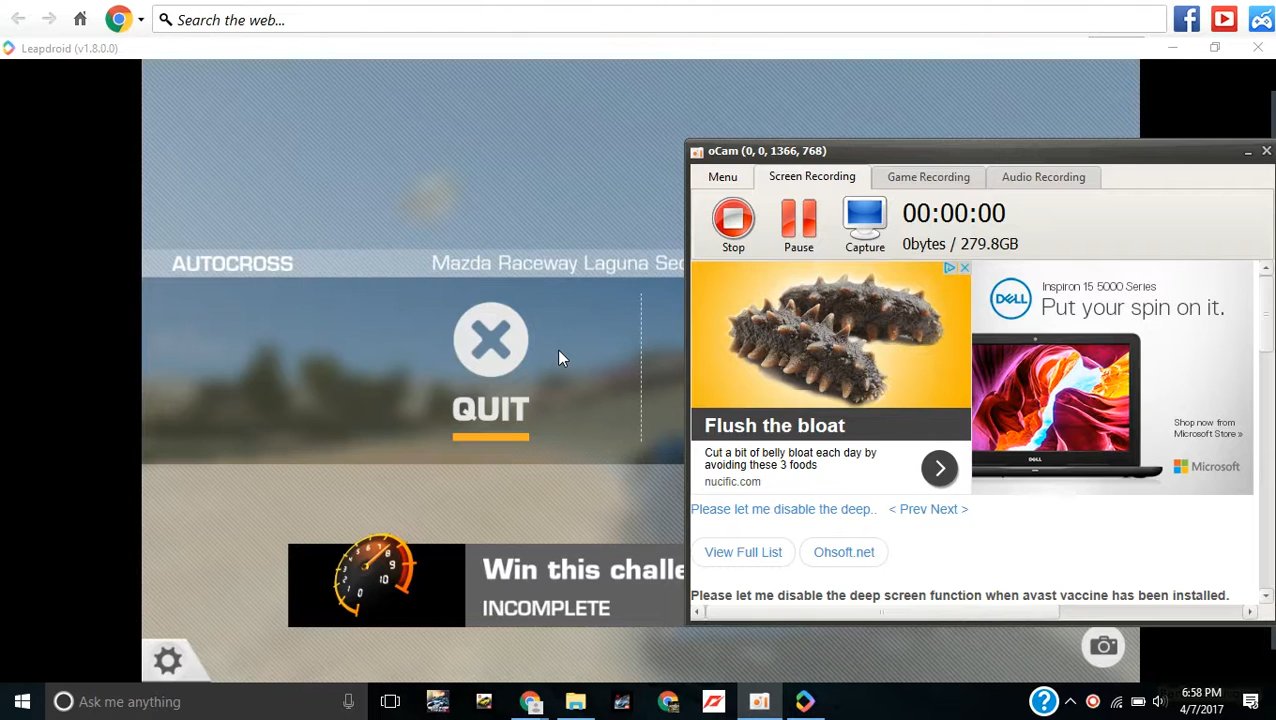 Search the web...
Leapdroid (v1.8.0.0)
oCam (0, 0, 1366, 768)
Menu
Screen Recording
Game Recording
Audio Recording
Stop
Pause
Capture
00:00:00
0bytes / 279.8GB
AUTOCROSS
Mazda Raceway Laguna Sec
QUIT
Flush the bloat
Cut a bit of belly bloat each day by
avoiding these 3 foods
nucific.com
DELL
Inspiron 15 5000 Series
Put your spin on it.
DELL
Shop now from
Microsoft Store »
Microsoft
Please let me disable the deep..
< Prev Next >
View Full List
Ohsoft.net
Please let me disable the deep screen function when avast vaccine has been installed.
Win this challe
INCOMPLETE
Ask me anything
6:58 PM
4/7/2017